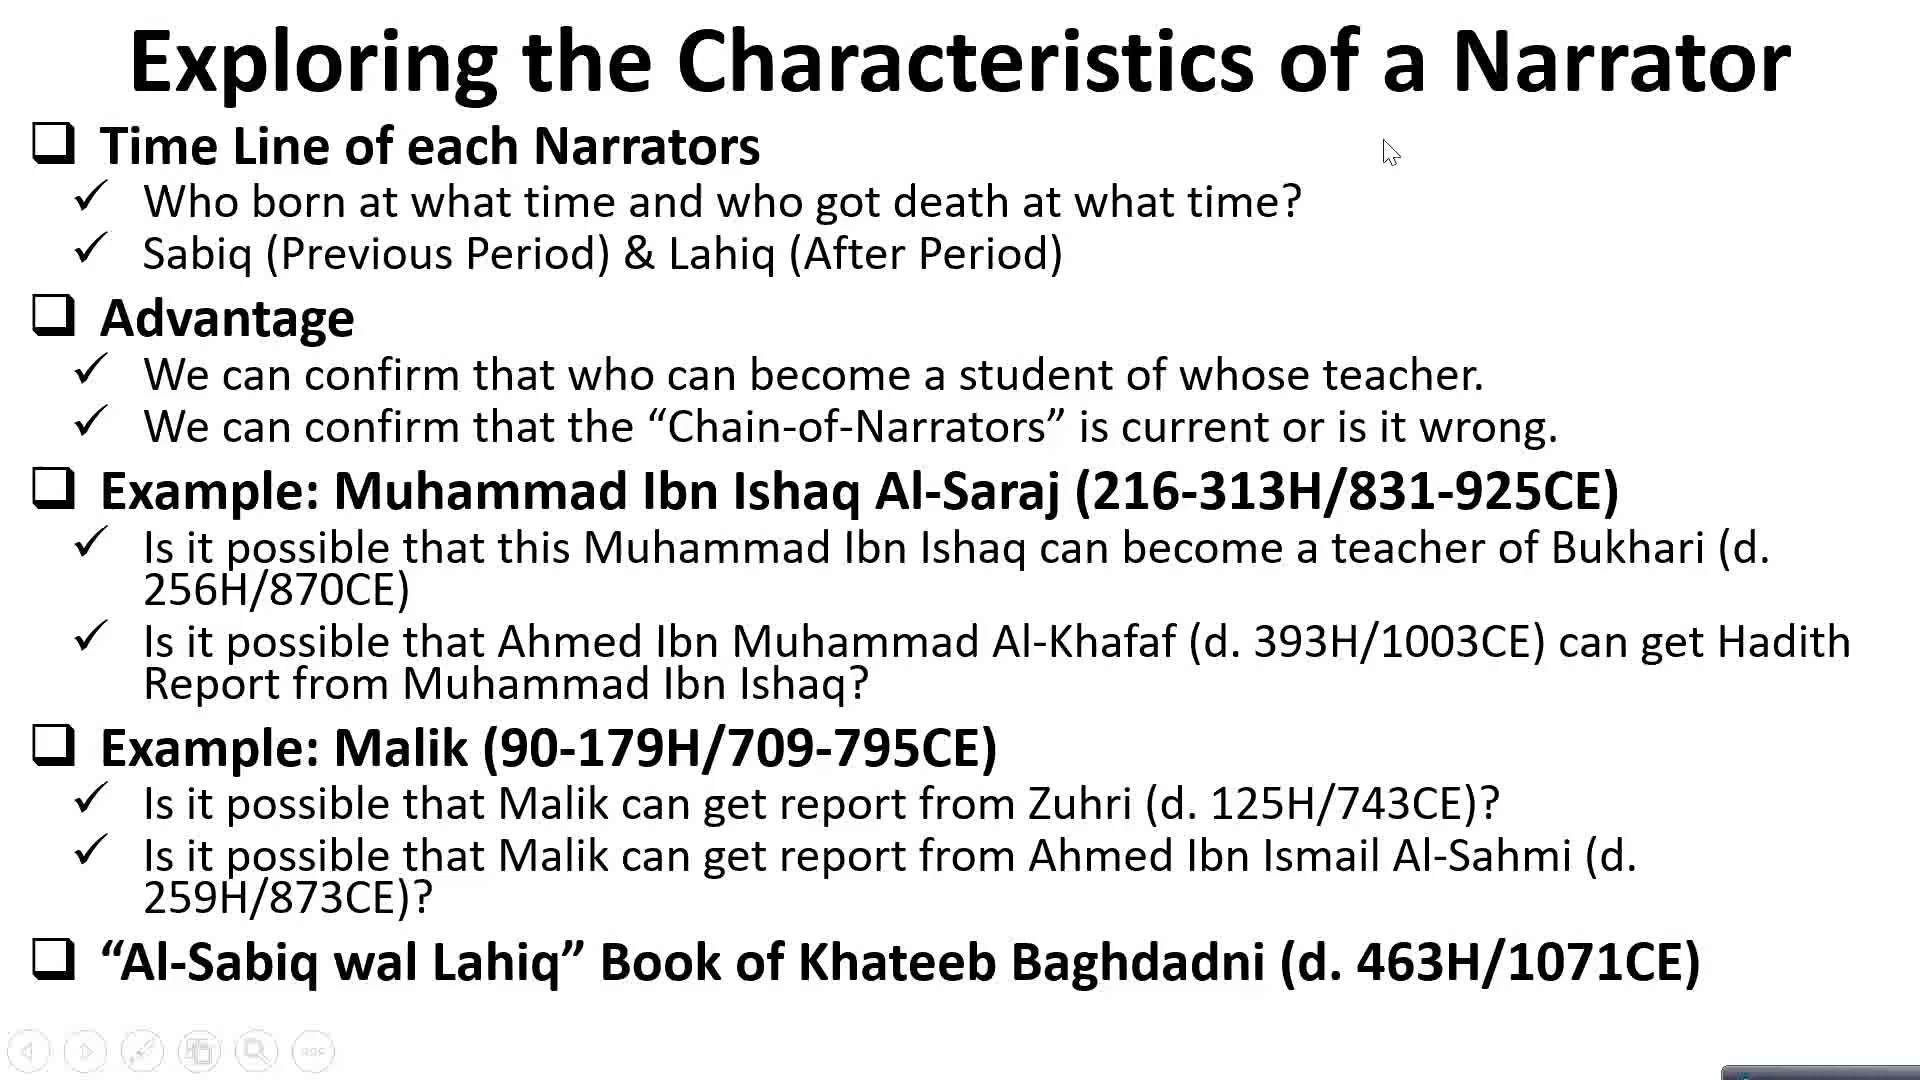 Exploring the Characteristics of a Narrator
Time Line of each Narrators
Who born at what time and who got death at what time?
Sabiq (Previous Period) & Lahiq (After Period)
Advantage
We can confirm that who can become a student of whose teacher.
We can confirm that the “Chain-of-Narrators” is current or is it wrong.
Example: Muhammad Ibn Ishaq Al-Saraj (216-313H/831-925CE)
Is it possible that this Muhammad Ibn Ishaq can become a teacher of Bukhari (d.
256H/870CE)
Is it possible that Ahmed Ibn Muhammad Al-Khafaf (d. 393H/1003CE) can get Hadith
Report from Muhammad Ibn Ishaq?
Example: Malik (90-179H/709-795CE)
Is it possible that Malik can get report from Zuhri (d. 125H/743CE)?
Is it possible that Malik can get report from Ahmed Ibn Ismail Al-Sahmi (d.
259H/873CE)?
“Al-Sabiq wal Lahiq” Book of Khateeb Baghdadni (d. 463H/1071CE)